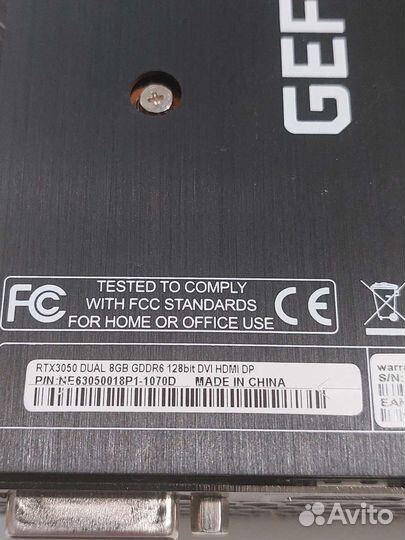 GEF
FC
TESTED TO COMPLY
WITH FCC STANDARDS
FOR HOME OR OFFICE USE
CE
RTX3050 DUAL 8GB GDDR6 128bit DVI HDMI DP
P/N:NE63050018P1-1070D MADE IN CHINA
warra
S/N:
EAN
Avito